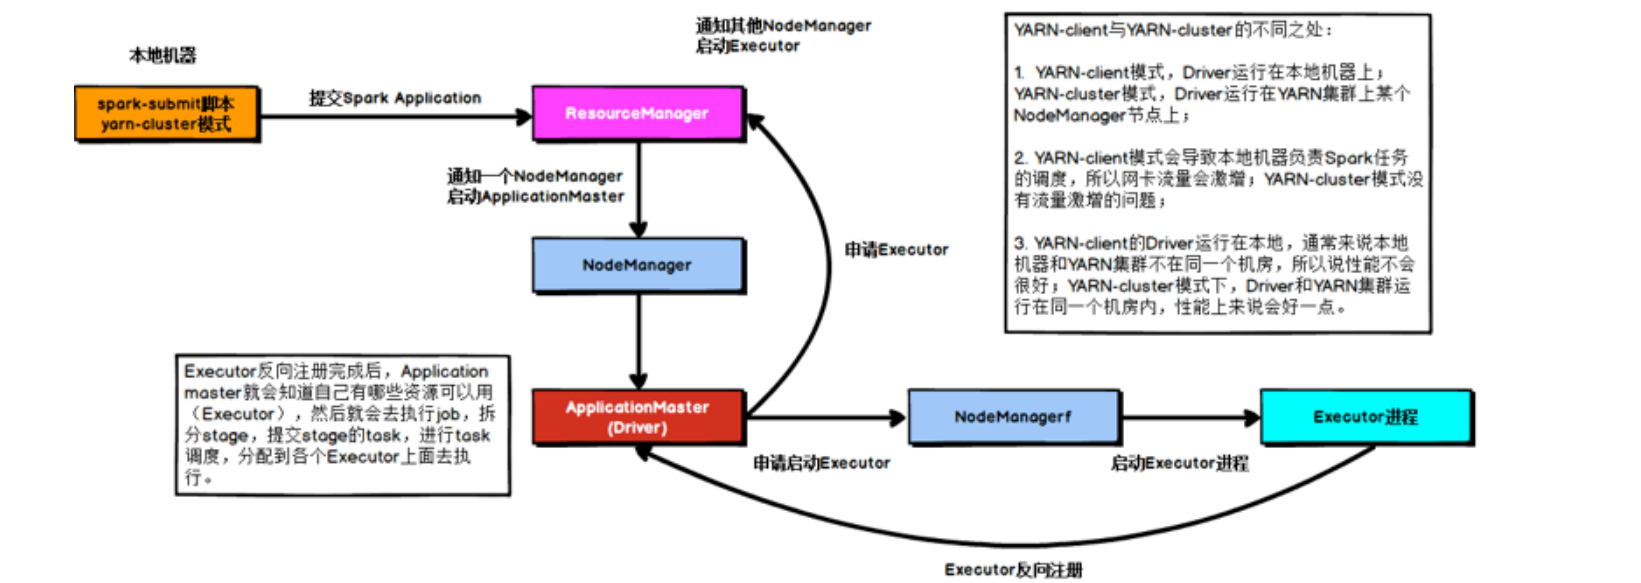 通知其他NodeManager
启动Executor
本地机器
spark-submit脚本
yarn-cluster模式
提交Spark Application
ResourceManager
通知一个NodeManager
启动ApplicationMaster
NodeManager
申请Executor
YARN-client与YARN-cluster的不同之处：
1. YARN-client模式，Driver运行在本地机器上；
YARN-cluster模式，Driver运行在YARN集群上某个
NodeManager节点上；
2. YARN-client模式会导致本地机器负责Spark任务
的调度，所以网卡流量会激增；YARN-cluster模式没
有流量激增的问题；
3. YARN-client的Driver运行在本地，通常来说本地
机器和YARN集群不在同一个机房，所以说性能不会
很好；YARN-cluster模式下，Driver和YARN集群运
行在同一个机房内，性能上来说会好一点。
Executor反向注册完成后，Application
master就会知道自己有哪些资源可以用
（Executor），然后就会去执行job，拆
分stage，提交stage的task，进行task
调度，分配到各个Executor上面去执
行。
ApplicationMaster
(Driver)
申请启动Executor
NodeManagerf
启动Executor进程
Executor进程
Executor反向注册